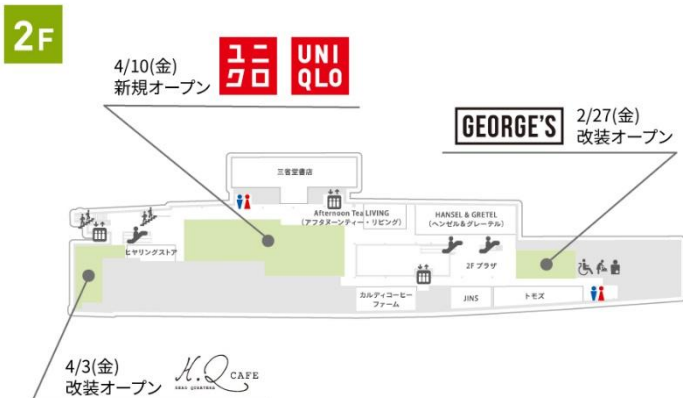 2F
4/10(金)
新規オープン
ユニ
クロ
UNI
QLO
GEORGE'S
2/27(金)
改装オープン
三省堂書店
Afternoon Tea LIVING
(アフタヌーンティー・リビング)
HANSEL & GRETEL
(ヘンゼル&グレーテル)
ヒヤリングストア
2F プラザ
カルディコーヒー
ファーム
JINS
トモズ
4/3(金)
改装オープン
H.Q CAFE